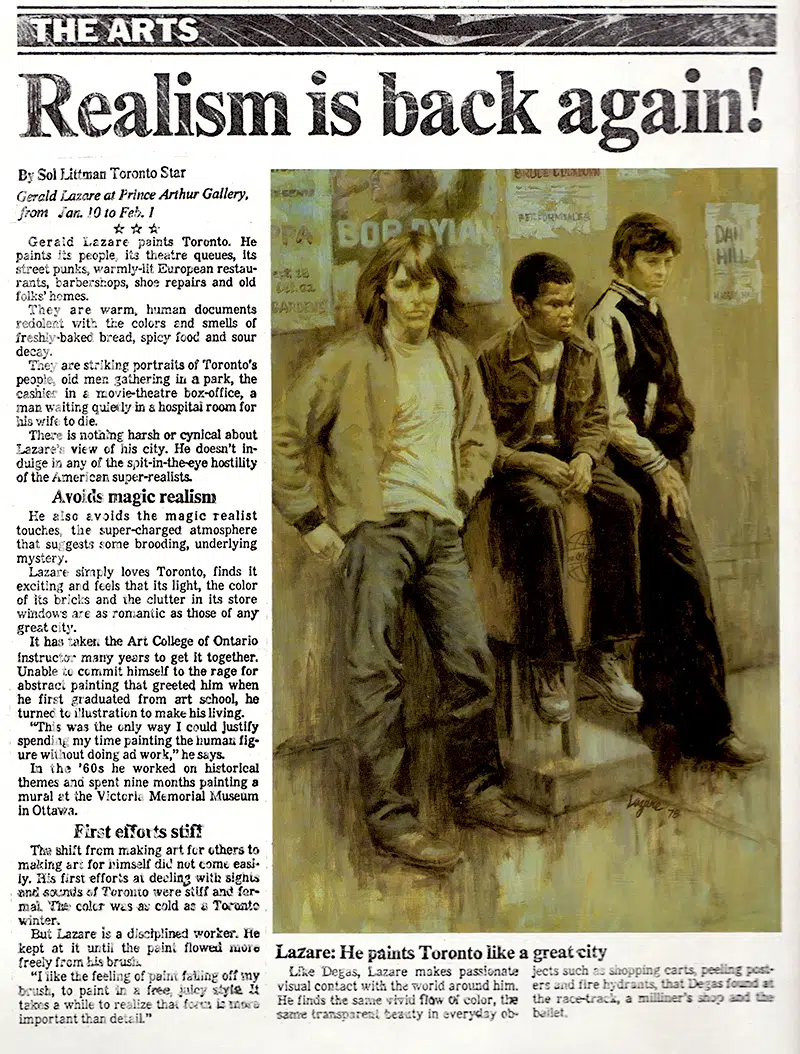 THE ARTS
Realism is back again!
By Sol Littman Toronto Star
Gerald Lazare at Prince Arthur Gallery,
from Jan. 10 to Feb. 1
☆ ☆ ☆
Gerald Lazare paints Toronto. He
paints its people, its theatre queues, its
street punks, warmly-lit European restau-
rants, barbershops, shoe repairs and old
folks' homes.
They are warm, human documents
redolent with the colors and smells of
freshly-baked bread, spicy food and sour
decay.
They are striking portraits of Toronto's
people, old men gathering in a park, the
cashier in a movie-theatre box-office, a
man waiting quietly in a hospital room for
his wife to die.
There is nothing harsh or cynical about
Lazare's view of his city. He doesn't in-
dulge in any of the spit-in-the-eye hostility
of the American super-realists.
Avoids magic realism
He also avoids the magic realist
touches, the super-charged atmosphere
that suggests some brooding, underlying
mystery.
Lazare simply loves Toronto, finds it
exciting and feels that its light, the color
of its bricks and the clutter in its store
windows are as romantic as those of any
great city.
It has taken the Art College of Ontario
instructor many years to get it together.
Unable to commit himself to the rage for
abstract painting that greeted him when
he first graduated from art school, he
turned to illustration to make his living.
"This was the only way I could justify
spending my time painting the human fig-
ure without doing ad work," he says.
In the '60s he worked on historical
themes and spent nine months painting a
mural at the Victoria Memorial Museum
in Ottawa.
First efforts stiff
The shift from making art for others to
making art for himself did not come easi-
ly. His first efforts at dealing with sights
and sounds of Toronto were stiff and for-
mal. The color was as cold as a Toronto
winter.
But Lazare is a disciplined worker. He
kept at it until the paint flowed more
freely from his brush.
"I like the feeling of paint falling off my
brush, to paint in a free, juicy style. It
takes a while to realize that form is more
important than detail."
BRUCE COCKBURN
PERFORMANCES
PPA
BOB DYLAN
GARDENS
DAN
HILL
Lazare 78
Lazare: He paints Toronto like a great city
Like Degas, Lazare makes passionate
visual contact with the world around him.
He finds the same vivid flow of color, the
same transparent beauty in everyday ob-
jects such as shopping carts, peeling post-
ers and fire hydrants, that Degas found at
the race-track, a milliner's shop and the
ballet.